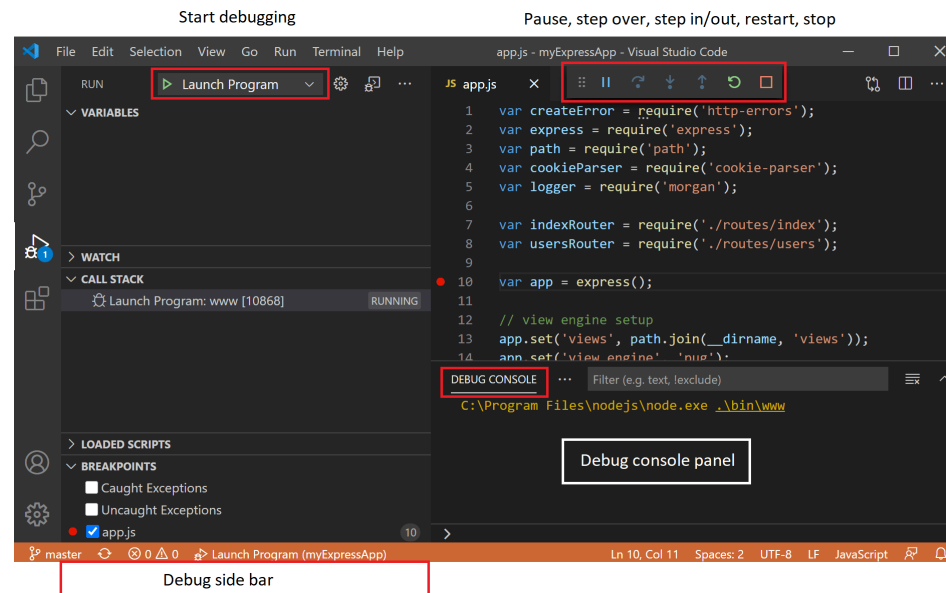 Start debugging
Pause, step over, step in/out, restart, stop
File Edit Selection View Go Run Terminal Help
app.js - myExpressApp - Visual Studio Code
RUN
Launch Program
JS app.js
VARIABLES
1 var createError = require('http-errors');
2 var express = require('express');
3 var path = require('path');
4 var cookieParser = require('cookie-parser');
5 var logger = require('morgan');
6
7 var indexRouter = require('./routes/index');
8 var usersRouter = require('./routes/users');
9
10 var app = express();
11
12 // view engine setup
13 app.set('views', path.join(__dirname, 'views'));
14 app.set('view engine', 'pug');
1
WATCH
CALL STACK
Launch Program: www [10868] RUNNING
DEBUG CONSOLE
Filter (e.g. text, !exclude)
C:\Program Files\nodejs\node.exe .\bin\www
Debug console panel
LOADED SCRIPTS
BREAKPOINTS
Caught Exceptions
Uncaught Exceptions
app.js 10
master 0 0 Launch Program (myExpressApp) Ln 10, Col 11 Spaces: 2 UTF-8 LF JavaScript
Debug side bar